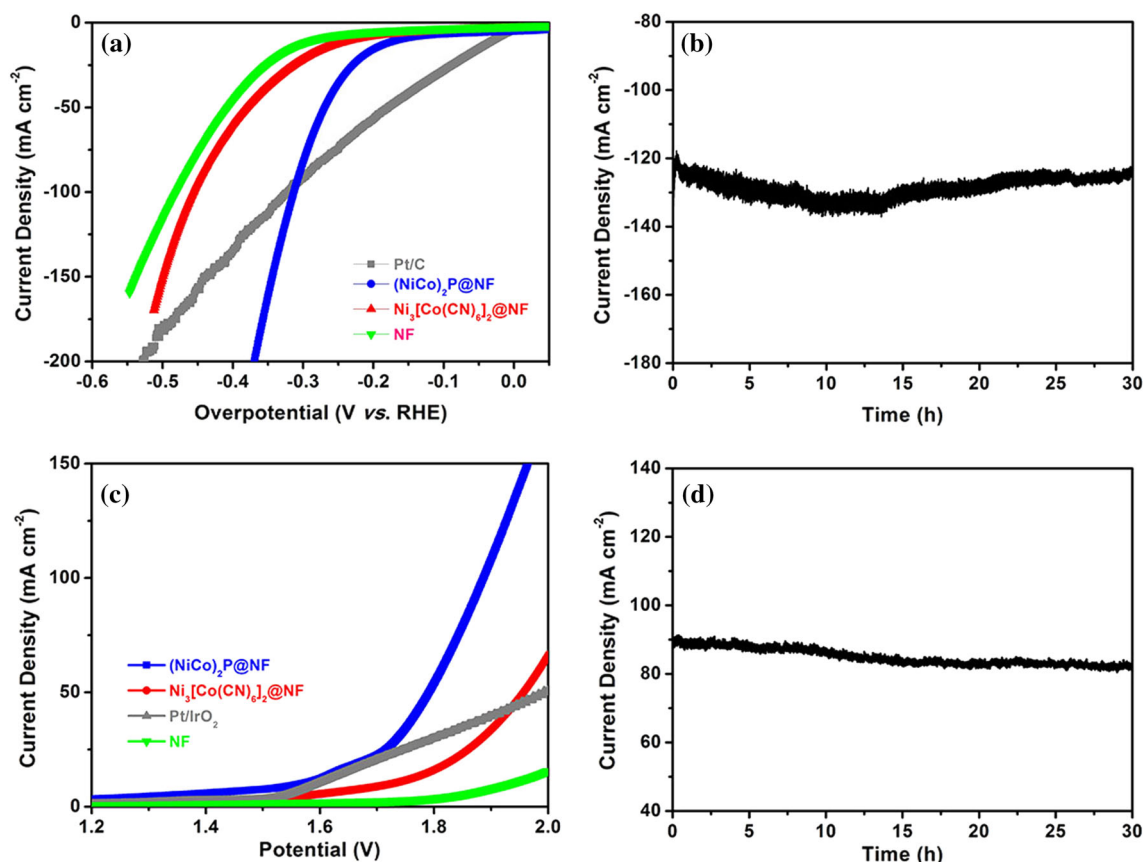 (a)
0
-50
-100
-150
-200
Current Density (mA cm⁻²)
-0.6 -0.5 -0.4 -0.3 -0.2 -0.1 0.0
Overpotential (V vs. RHE)
Pt/C
(NiCo)₂P@NF
Ni₃[Co(CN)₆]₂@NF
NF
(b)
-80
-100
-120
-140
-160
-180
Current Density (mA cm⁻²)
0 5 10 15 20 25 30
Time (h)
(c)
150
100
50
0
Current Density (mA cm⁻²)
(NiCo)₂P@NF
Ni₃[Co(CN)₆]₂@NF
Pt/IrO₂
NF
1.2 1.4 1.6 1.8 2.0
Potential (V)
(d)
140
120
100
80
60
40
Current Density (mA cm⁻²)
0 5 10 15 20 25 30
Time (h)